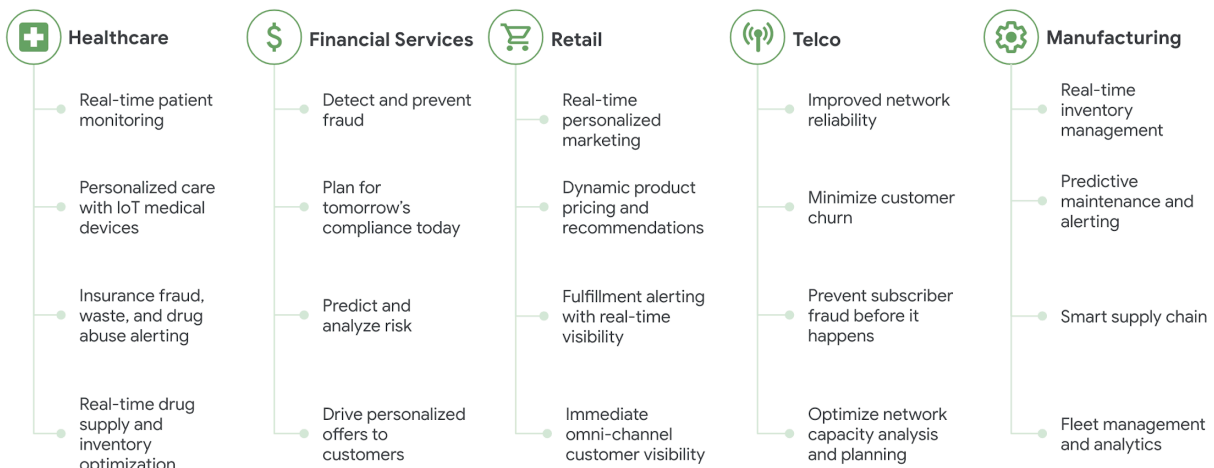 Healthcare
Real-time patient
monitoring
Personalized care
with IoT medical
devices
Insurance fraud,
waste, and drug
abuse alerting
Real-time drug
supply and
inventory
optimization
Financial Services
Detect and prevent
fraud
Plan for
tomorrow’s
compliance today
Predict and
analyze risk
Drive personalized
offers to
customers
Retail
Real-time
personalized
marketing
Dynamic product
pricing and
recommendations
Fulfillment alerting
with real-time
visibility
Immediate
omni-channel
customer visibility
Telco
Improved network
reliability
Minimize customer
churn
Prevent subscriber
fraud before it
happens
Optimize network
capacity analysis
and planning
Manufacturing
Real-time
inventory
management
Predictive
maintenance and
alerting
Smart supply chain
Fleet management
and analytics